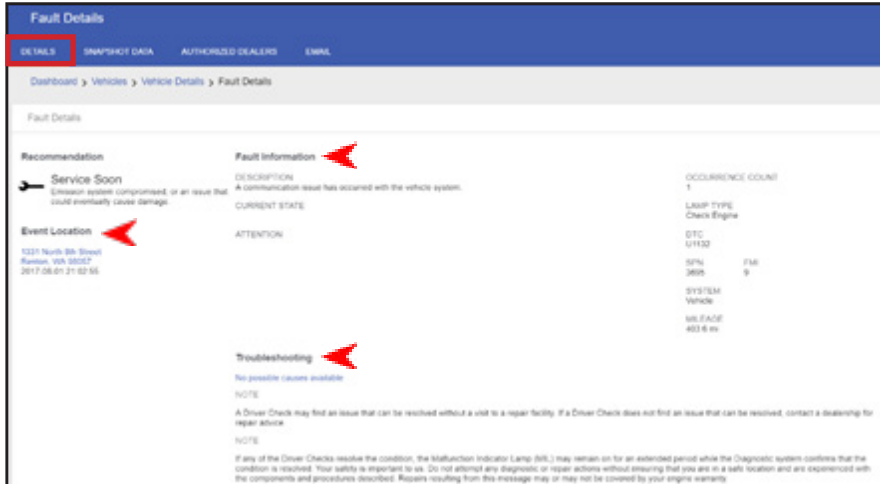 Fault Details
DETAILS SNAPSHOT DATA AUTHORIZED DEALERS EMAIL
Dashboard > Vehicles > Vehicle Details > Fault Details
Fault Details
Recommendation
Service Soon
Emission system compromised, or an issue that
could eventually cause damage.
Event Location
1331 North 8th Street
Renton, WA 98057
2017.06.01 21:02:55
Fault Information
DESCRIPTION
A communication issue has occurred with the vehicle system.
CURRENT STATE
ATTENTION
OCCURRENCE COUNT
1
LAMP TYPE
Check Engine
DTC
U1132
SPN FMI
3695 9
SYSTEM
Vehicle
MILEAGE
403.6 mi
Troubleshooting
No possible causes available
NOTE
A Driver Check may find an issue that can be resolved without a visit to a repair facility. If a Driver Check does not find an issue that can be resolved, contact a dealership for
repair advice
NOTE
If any of the Driver Checks resolve the condition, the Malfunction Indicator Lamp (MIL) may remain on for an extended period while the Diagnostic system confirms that the
condition is resolved. Your safety is important to us. Do not attempt any diagnostic or repair actions without ensuring that you are in a safe location and are experienced with
the components and procedures described. Repairs resulting from this message may or may not be covered by your engine warranty.